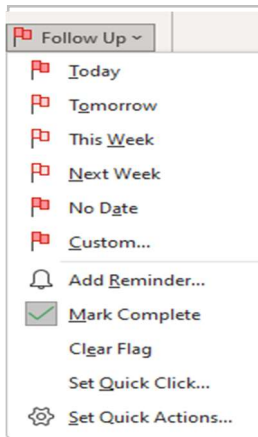 Follow Up
Today
Tomorrow
This Week
Next Week
No Date
Custom...
Add Reminder...
Mark Complete
Clear Flag
Set Quick Click...
Set Quick Actions...